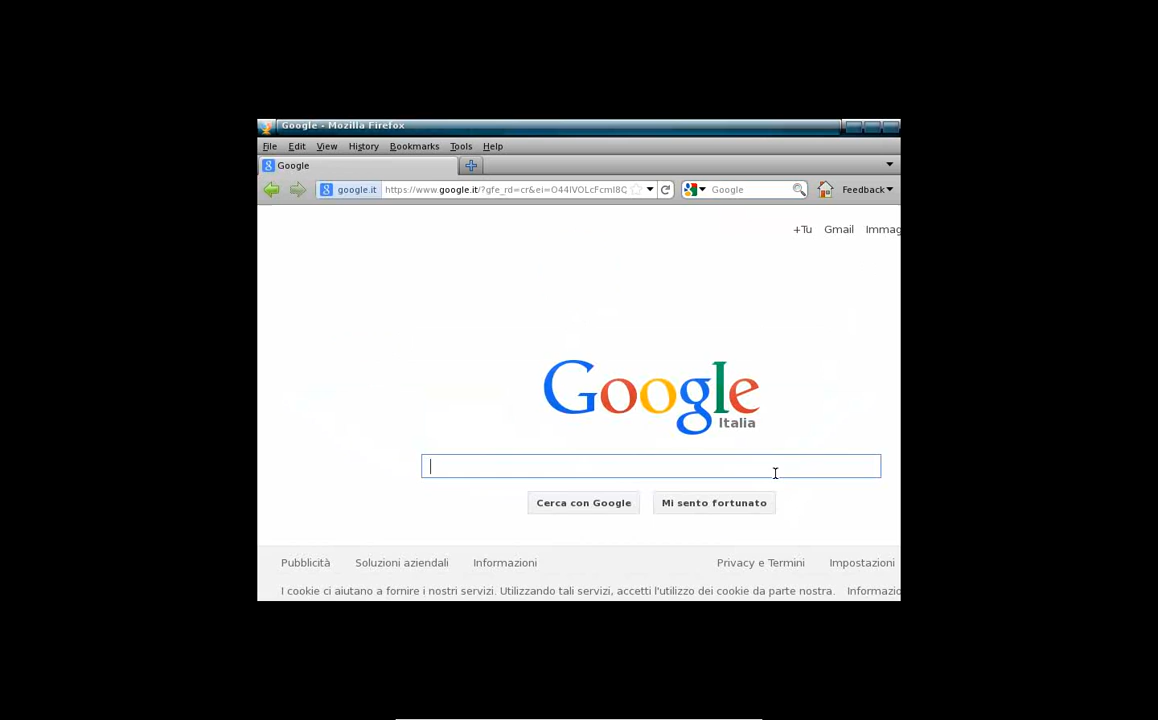 Google - Mozilla Firefox
File Edit View History Bookmarks Tools Help
Google
google.it https://www.google.it/?gfe_rd=cr&ei= Google Feedback
+Tu Gmail Immag
Google
Italia
Cerca con Google Mi sento fortunato
Pubblicità Soluzioni aziendali Informazioni Privacy e Termini Impostazioni
I cookie ci aiutano a fornire i nostri servizi. Utilizzando tali servizi, accetti l'utilizzo dei cookie da parte nostra. Informazio